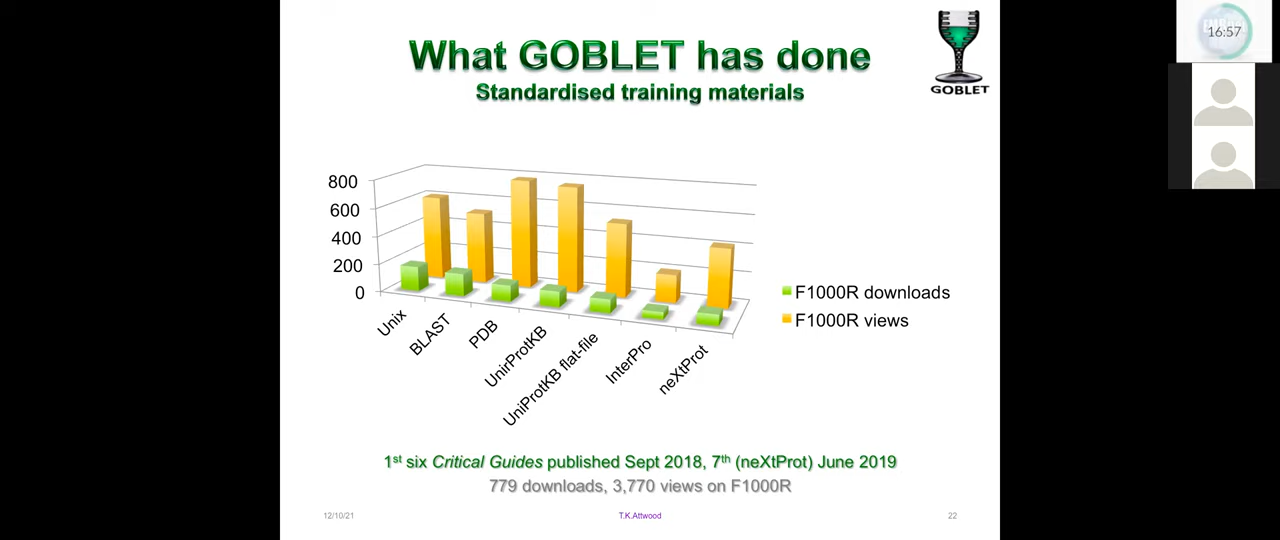 What GOBLET has done
Standardised training materials
GOBLET
16:57
800
600
400
200
0
Unix
BLAST
PDB
UnirProtKB
UniProtKB flat-file
InterPro
neXtProt
F1000R downloads
F1000R views
1st six Critical Guides published Sept 2018, 7th (neXtProt) June 2019
779 downloads, 3,770 views on F1000R
12/10/21
T.K.Attwood
22